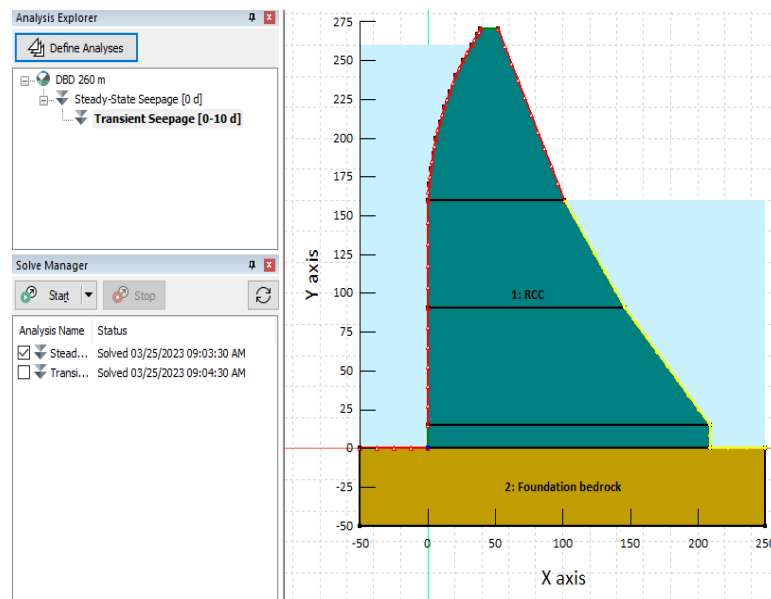 Analysis Explorer
Define Analyses
DBD 260 m
Steady-State Seepage [0 d]
Transient Seepage [0-10 d]
Solve Manager
Start
Stop
Analysis Name Status
Stead... Solved 03/25/2023 09:03:30 AM
Transi... Solved 03/25/2023 09:04:30 AM
275
250
225
200
175
150
125
100
75
50
25
0
-25
-50
Y axis
1: RCC
2: Foundation bedrock
-50 0 50 100 150 200 250
X axis